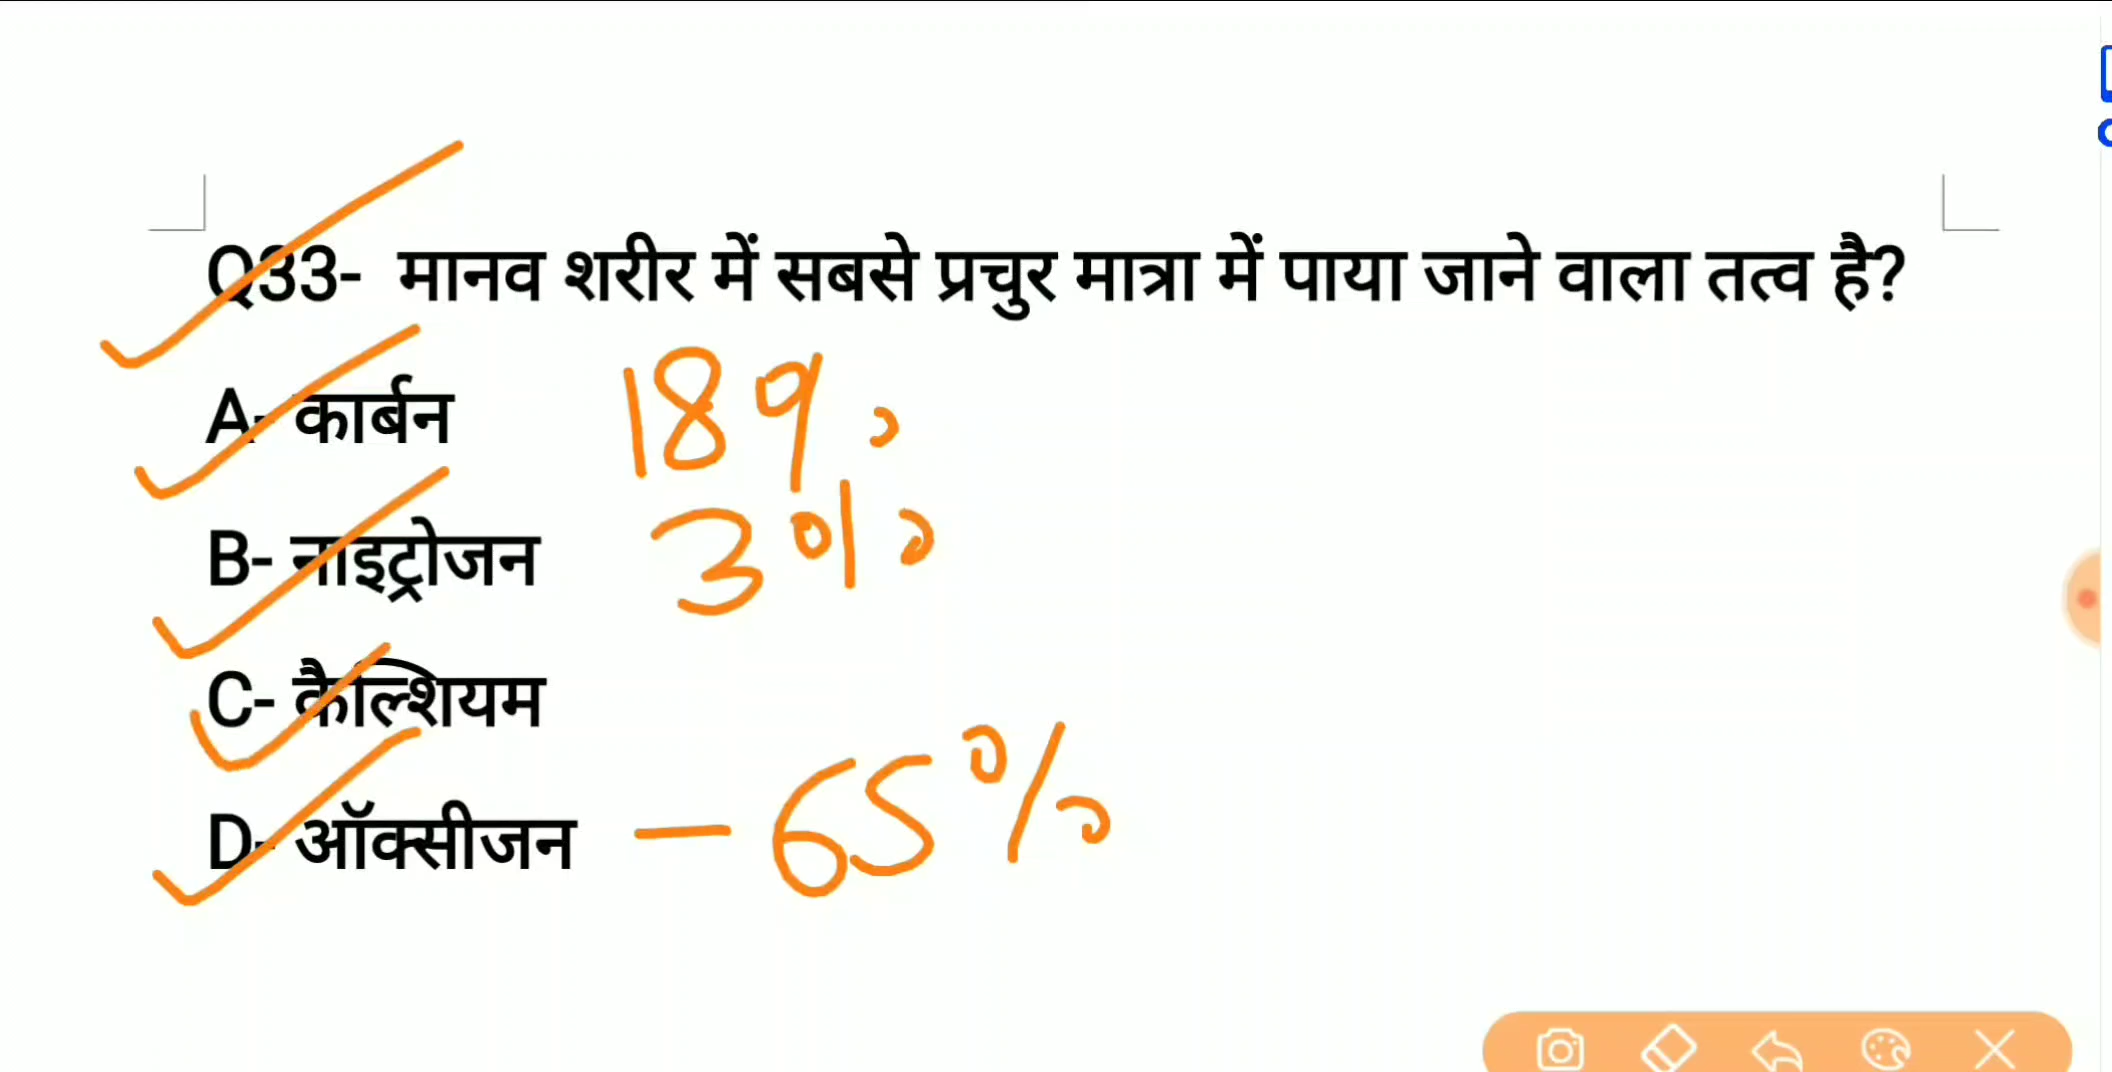 Q33- मानव शरीर में सबसे प्रचुर मात्रा में पाया जाने वाला तत्व है?
A- कार्बन 18%
B- नाइट्रोजन 3%
C- कैल्शियम
D- ऑक्सीजन - 65%